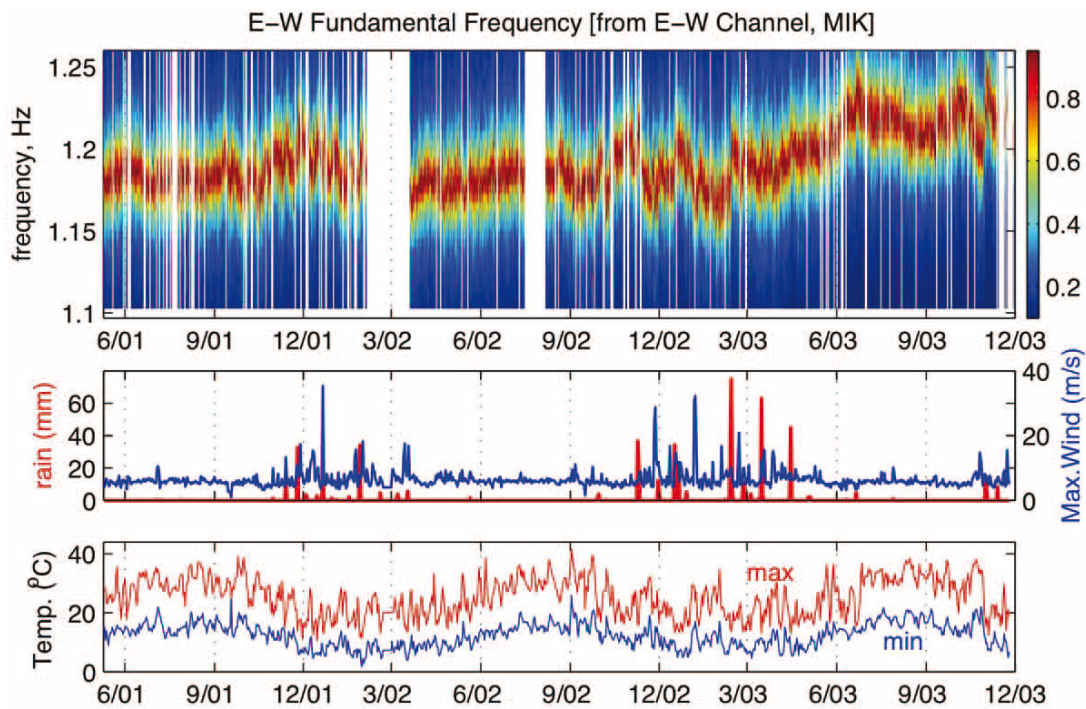 E–W Fundamental Frequency [from E–W Channel, MIK]
frequency, Hz
1.25
1.2
1.15
1.1
0.8
0.6
0.4
0.2
6/01 9/01 12/01 3/02 6/02 9/02 12/02 3/03 6/03 9/03 12/03
rain (mm)
60
40
20
0
40
20
0
Max.Wind (m/s)
Temp. (⁰C)
40
20
0
max
min
6/01 9/01 12/01 3/02 6/02 9/02 12/02 3/03 6/03 9/03 12/03